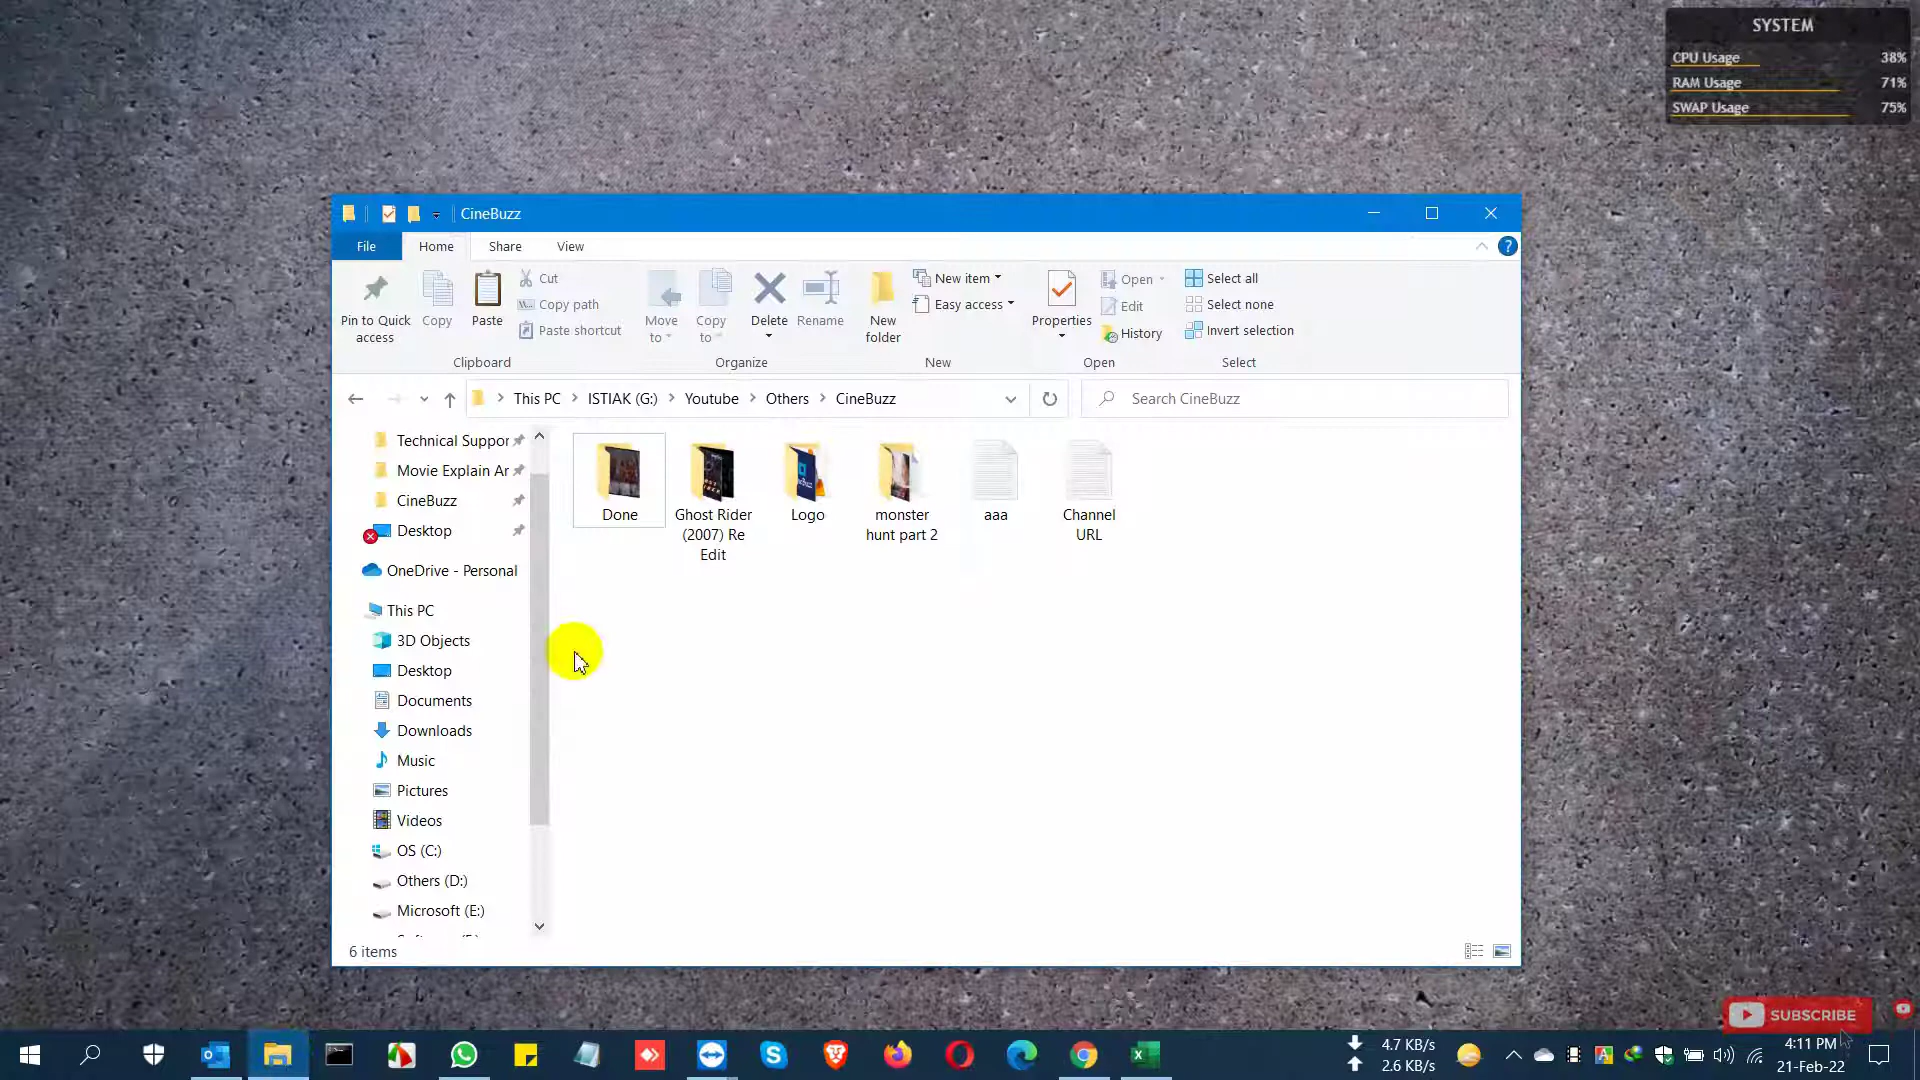 SYSTEM
CPU Usage 38%
RAM Usage 71%
SWAP Usage 75%
CineBuzz
File Home Share View
Pin to Quick access
Copy
Paste
Cut
Copy path
Paste shortcut
Clipboard
Move to
Copy to
Delete
Rename
Organize
New folder
New item
Easy access
New
Properties
Open
Edit
History
Open
Select all
Select none
Invert selection
Select
This PC ISTIAK (G:) Youtube Others CineBuzz
Search CineBuzz
Technical Suppor
Movie Explain Ar
CineBuzz
Desktop
OneDrive - Personal
This PC
3D Objects
Desktop
Documents
Downloads
Music
Pictures
Videos
OS (C:)
Others (D:)
Microsoft (E:)
Done
Ghost Rider
(2007) Re
Edit
Logo
monster
hunt part 2
aaa
Channel
URL
6 items
SUBSCRIBE
4.7 KB/s
2.6 KB/s
4:11 PM
21-Feb-22